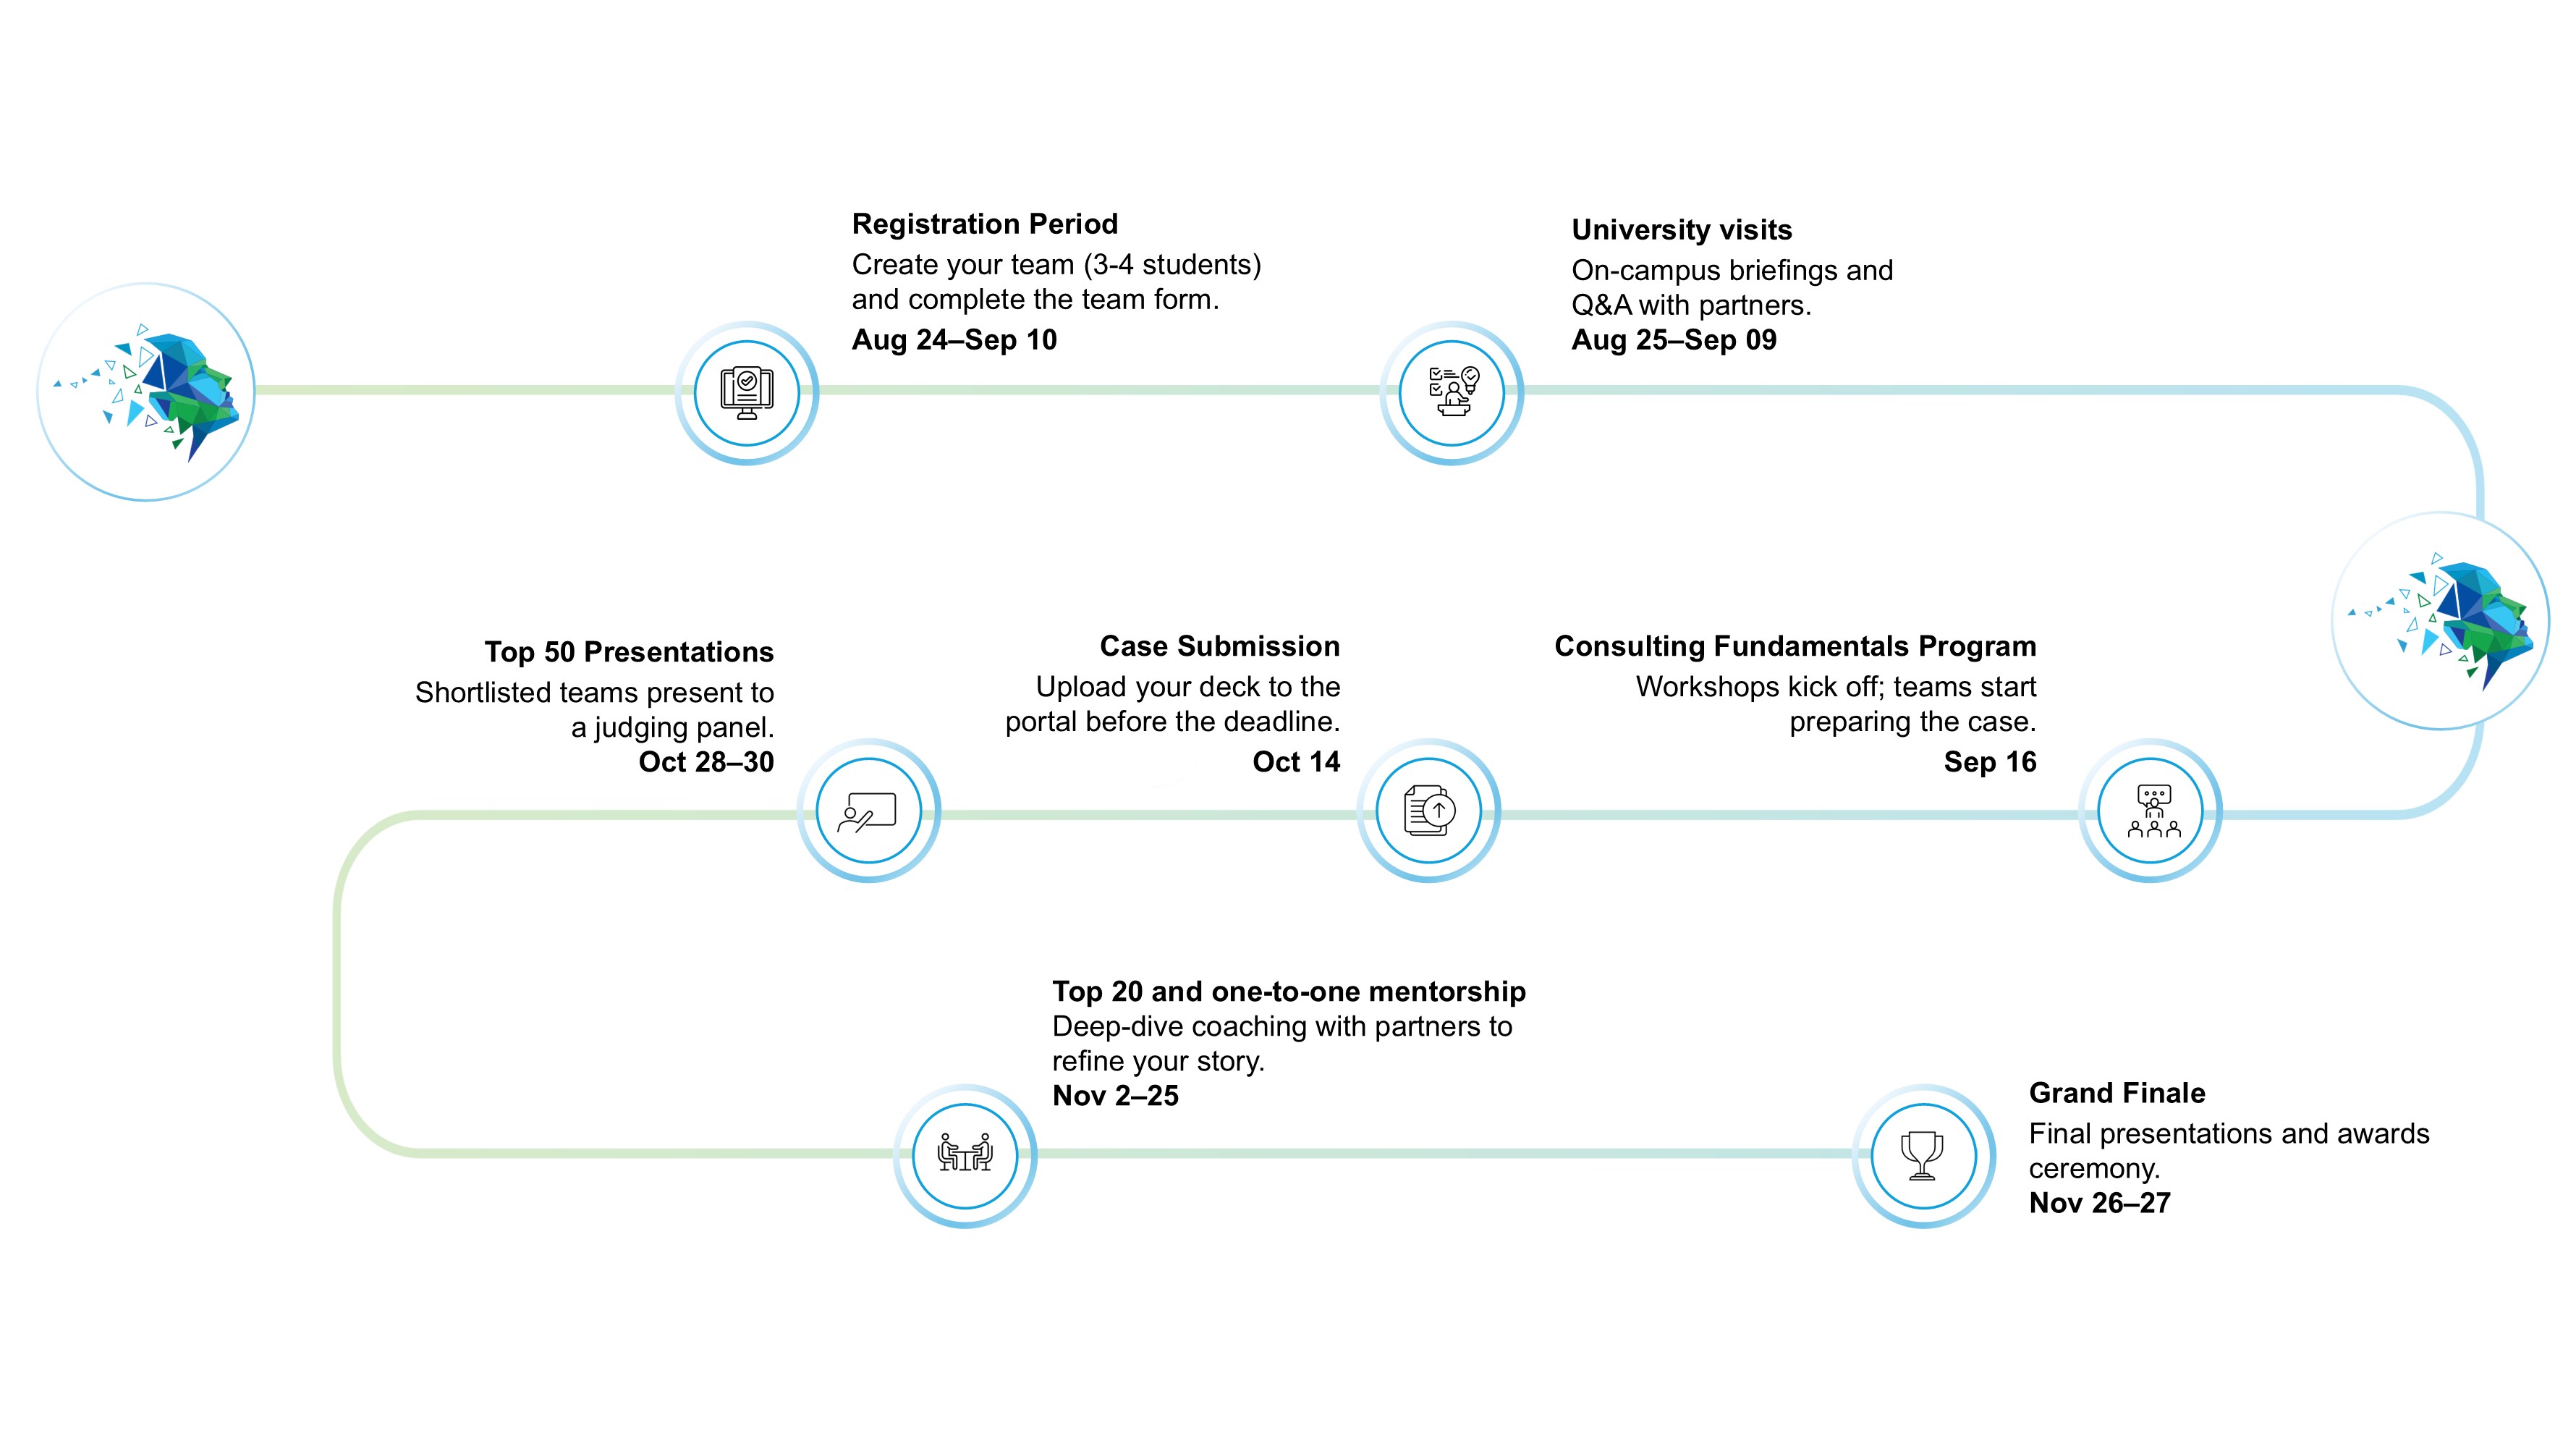 Registration Period
Create your team (3-4 students)
and complete the team form.
Aug 24–Sep 10
University visits
On-campus briefings and
Q&A with partners.
Aug 25–Sep 09
Consulting Fundamentals Program
Workshops kick off; teams start
preparing the case.
Sep 16
Case Submission
Upload your deck to the
portal before the deadline.
Oct 14
Top 50 Presentations
Shortlisted teams present to
a judging panel.
Oct 28–30
Top 20 and one-to-one mentorship
Deep-dive coaching with partners to
refine your story.
Nov 2–25
Grand Finale
Final presentations and awards
ceremony.
Nov 26–27